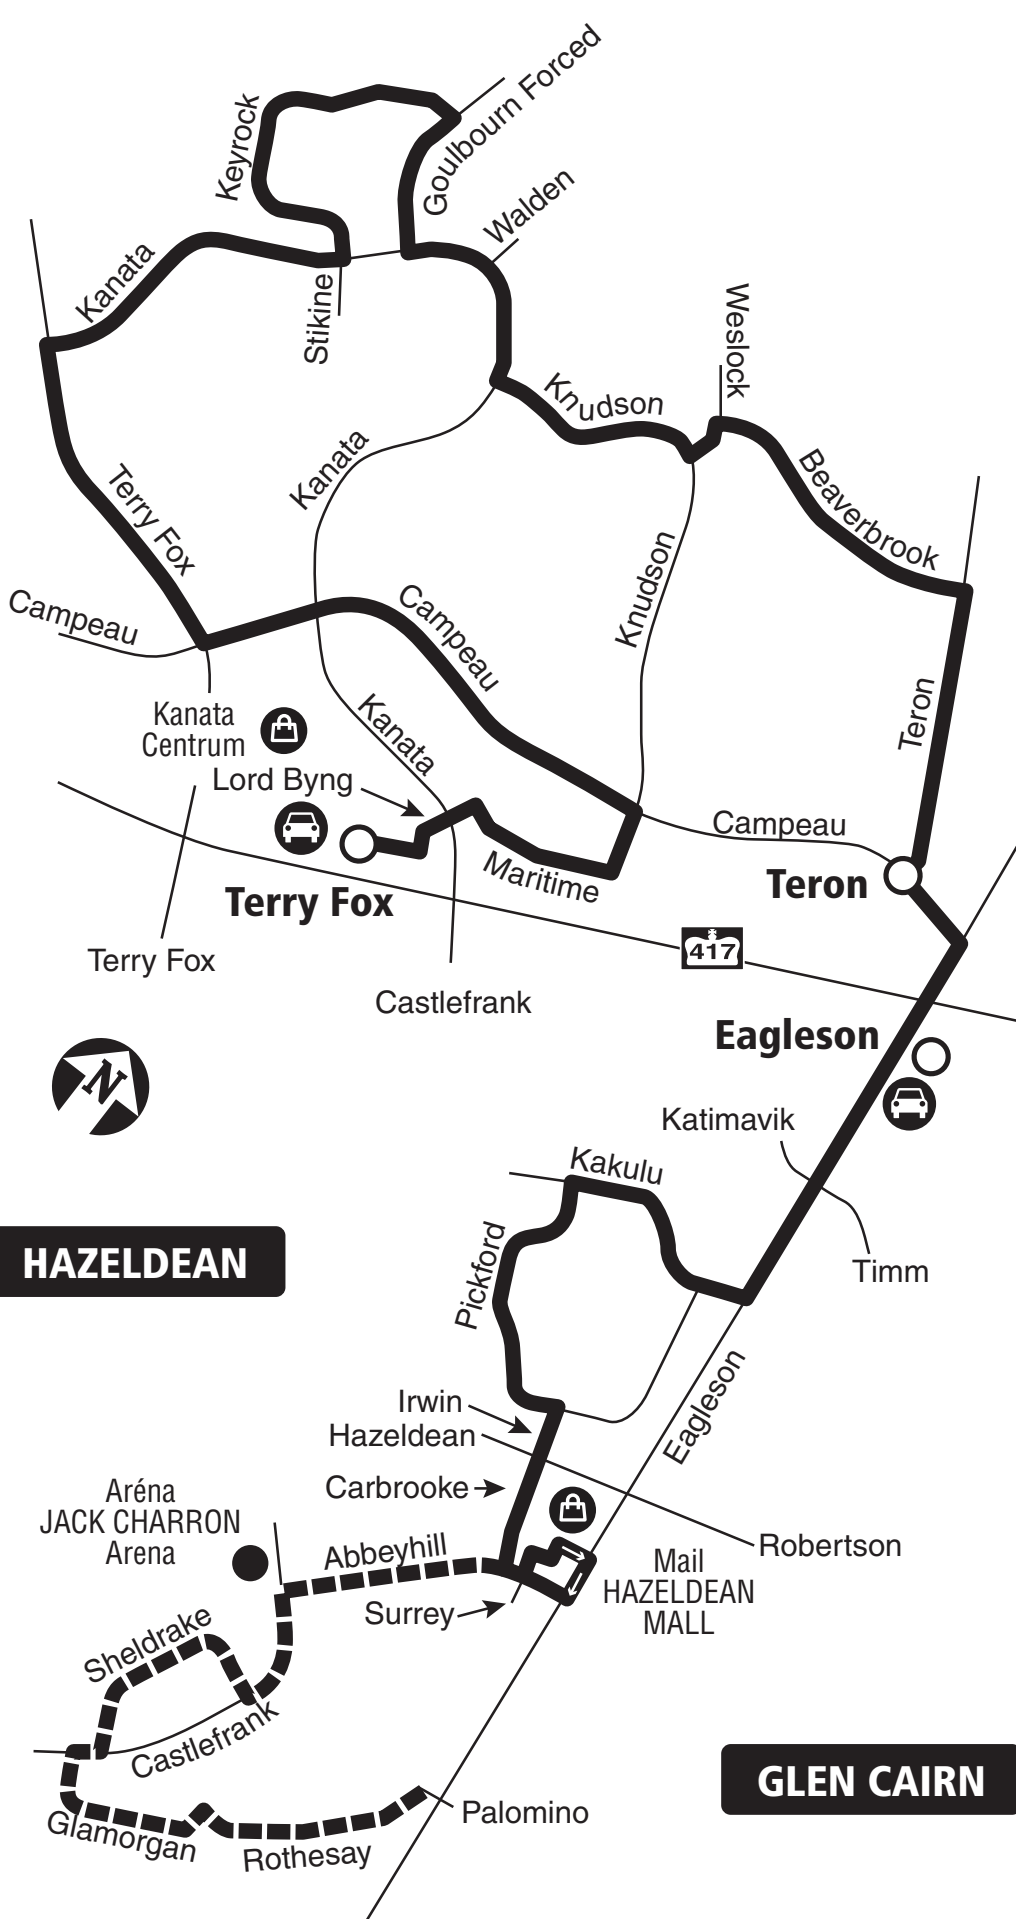 Goulbourn Forced
Keyrock
Walden
Kanata
Stikine
Weslock
Knudson
Kanata
Beaverbrook
Terry Fox
Knudson
Campeau
Campeau
Teron
Kanata
Kanata
Centrum
Lord Byng
Campeau
Maritime
Teron
Terry Fox
417
Terry Fox
Castlefrank
Eagleson
N
Katimavik
Kakulu
HAZELDEAN
Pickford
Timm
Eagleson
Irwin
Hazeldean
Carbrooke
Aréna
JACK CHARRON
Arena
Abbeyhill
Robertson
Mail
HAZELDEAN
MALL
Surrey
Sheldrake
Castlefrank
GLEN CAIRN
Palomino
Glamorgan
Rothesay